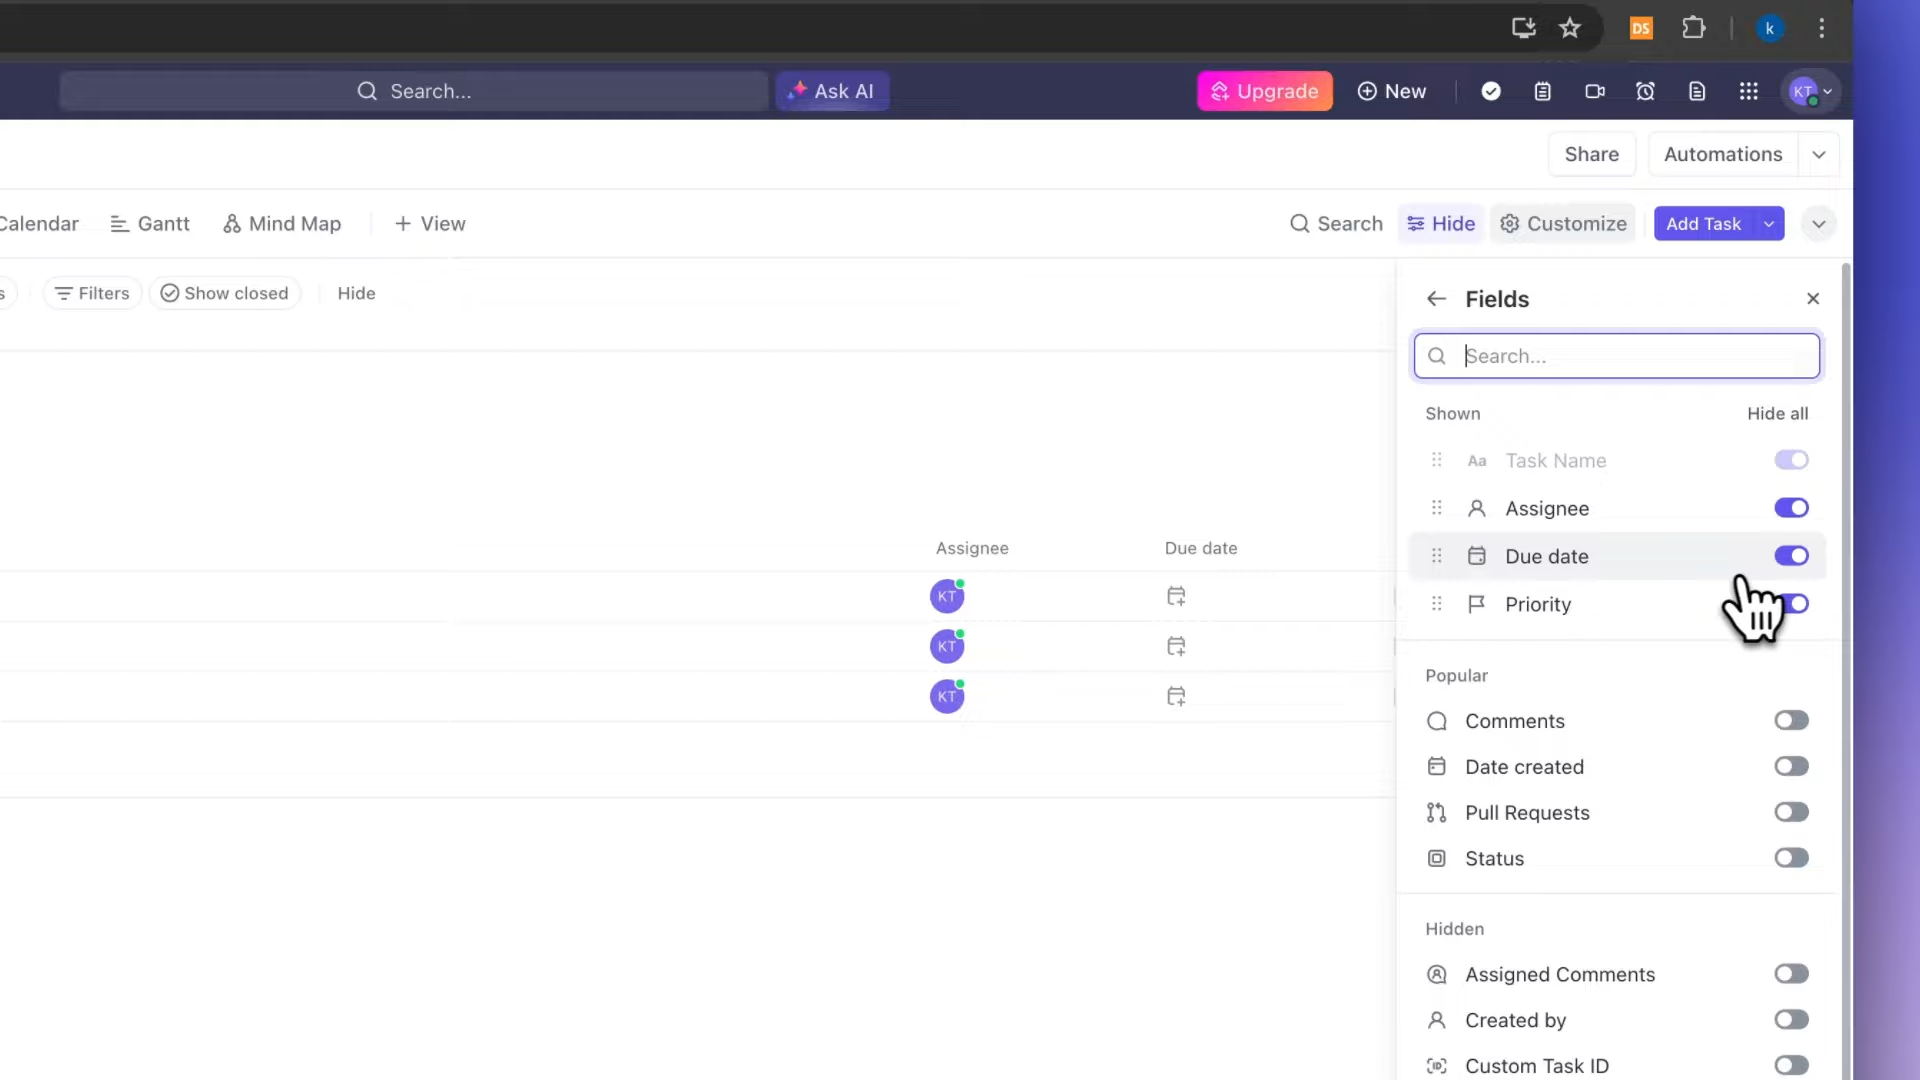 DS
k
Search...
Ask AI
Upgrade
New
KT
Share
Automations
Calendar
Gantt
Mind Map
+ View
Search
Hide
Customize
Add Task
s
Filters
Show closed
Hide
Fields
Search...
Shown
Hide all
Aa Task Name
Assignee
Due date
Priority
Assignee
Due date
KT
KT
KT
Popular
Comments
Date created
Pull Requests
Status
Hidden
Assigned Comments
Created by
ID Custom Task ID